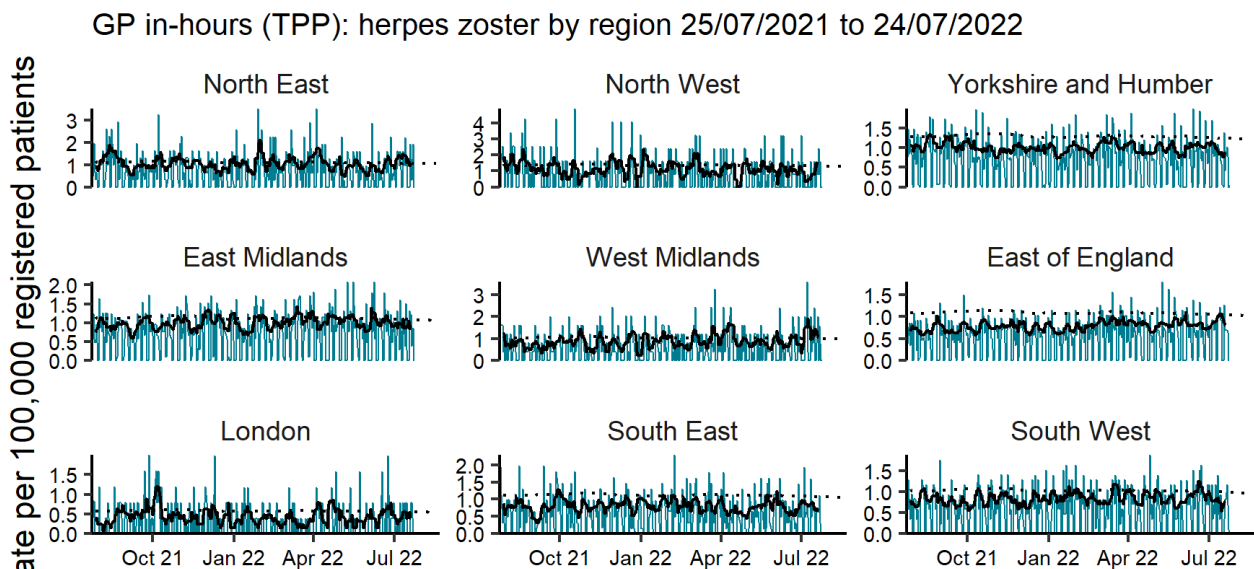 GP in-hours (TPP): herpes zoster by region 25/07/2021 to 24/07/2022
ate per 100,000 registered patients
North East
3
2
1
0
North West
4
3
2
1
0
Yorkshire and Humber
1.5
1.0
0.5
0.0
East Midlands
2.0
1.5
1.0
0.5
0.0
West Midlands
3
2
1
0
East of England
1.5
1.0
0.5
0.0
London
1.5
1.0
0.5
0.0
Oct 21 Jan 22 Apr 22 Jul 22
South East
2.0
1.5
1.0
0.5
0.0
Oct 21 Jan 22 Apr 22 Jul 22
South West
1.5
1.0
0.5
0.0
Oct 21 Jan 22 Apr 22 Jul 22